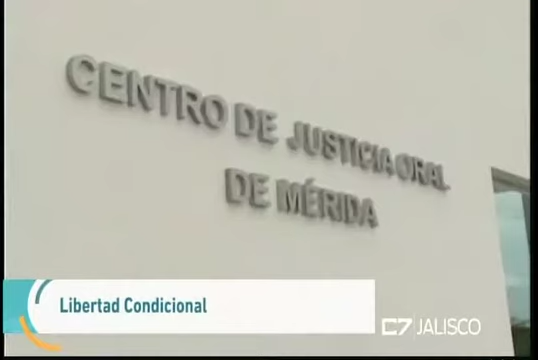 CENTRO DE JUSTICIA ORAL
DE MÉRIDA
Libertad Condicional
C7 JALISCO